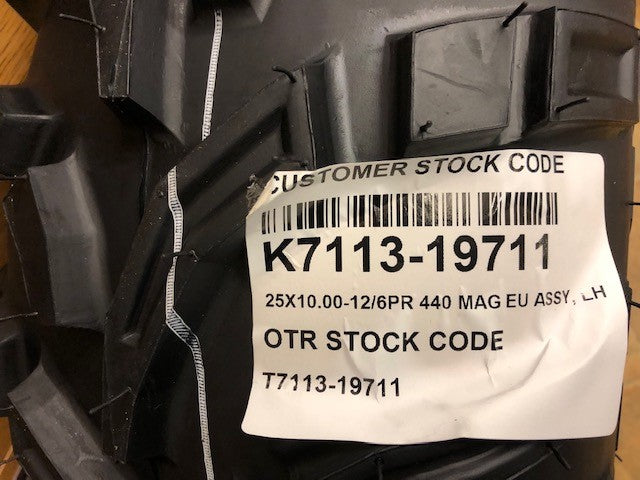 CUSTOMER STOCK CODE
K7113-19711
25X10.00-12/6PR 440 MAG EU ASSY, LH
OTR STOCK CODE
T7113-19711